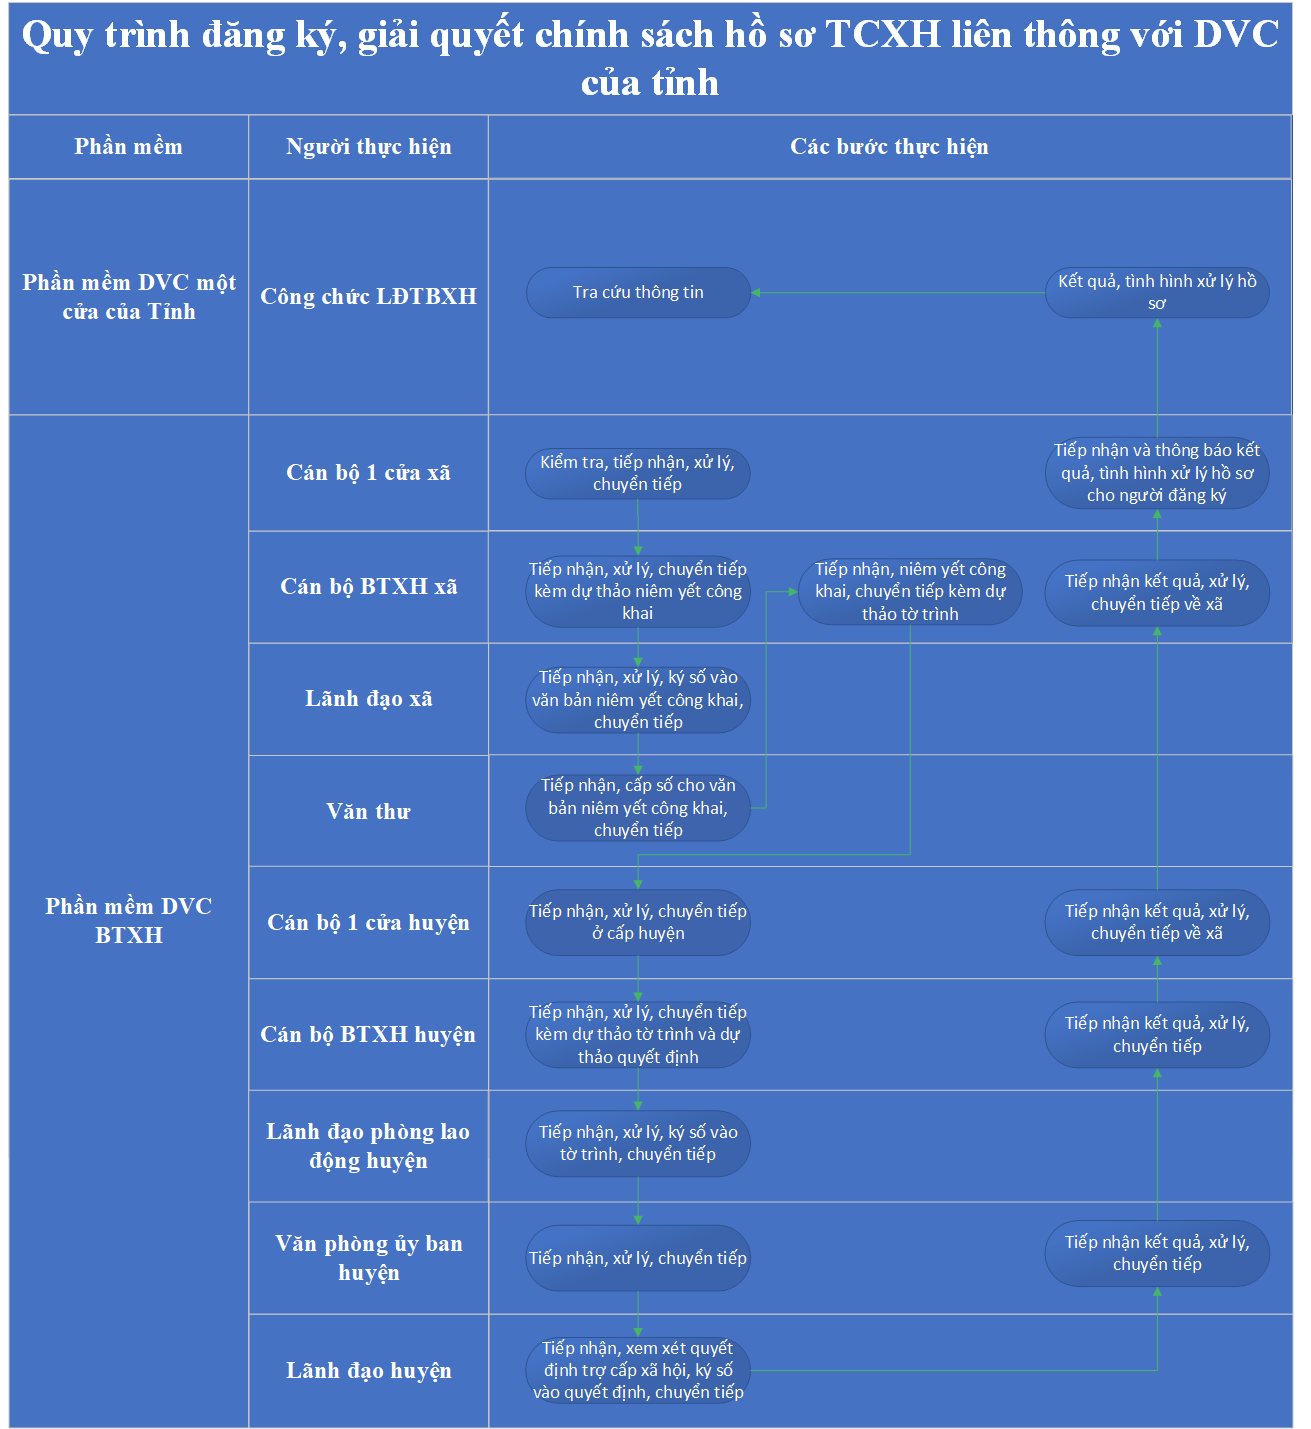 Quy trình đăng ký, giải quyết chính sách hồ sơ TCXH liên thông với DVC
của tỉnh
Phần mềm
Người thực hiện
Các bước thực hiện
Phần mềm DVC một
cửa của Tỉnh
Công chức LĐTBXH
Tra cứu thông tin
Kết quả, tình hình xử lý hồ
sơ
Phần mềm DVC
BTXH
Cán bộ 1 cửa xã
Kiểm tra, tiếp nhận, xử lý,
chuyển tiếp
Tiếp nhận và thông báo kết
quả, tình hình xử lý hồ sơ
cho người đăng ký
Cán bộ BTXH xã
Tiếp nhận, xử lý, chuyển tiếp
kèm dự thảo niêm yết công
khai
Tiếp nhận, niêm yết công
khai, chuyển tiếp kèm dự
thảo tờ trình
Tiếp nhận kết quả, xử lý,
chuyển tiếp về xã
Lãnh đạo xã
Tiếp nhận, xử lý, ký số vào
văn bản niêm yết công khai,
chuyển tiếp
Văn thư
Tiếp nhận, cấp số cho văn
bản niêm yết công khai,
chuyển tiếp
Cán bộ 1 cửa huyện
Tiếp nhận, xử lý, chuyển tiếp
ở cấp huyện
Tiếp nhận kết quả, xử lý,
chuyển tiếp về xã
Cán bộ BTXH huyện
Tiếp nhận, xử lý, chuyển tiếp
kèm dự thảo tờ trình và dự
thảo quyết định
Tiếp nhận kết quả, xử lý,
chuyển tiếp
Lãnh đạo phòng lao
động huyện
Tiếp nhận, xử lý, ký số vào
tờ trình, chuyển tiếp
Văn phòng ủy ban
huyện
Tiếp nhận, xử lý, chuyển tiếp
Tiếp nhận kết quả, xử lý,
chuyển tiếp
Lãnh đạo huyện
Tiếp nhận, xem xét quyết
định trợ cấp xã hội, ký số
vào quyết định, chuyển tiếp